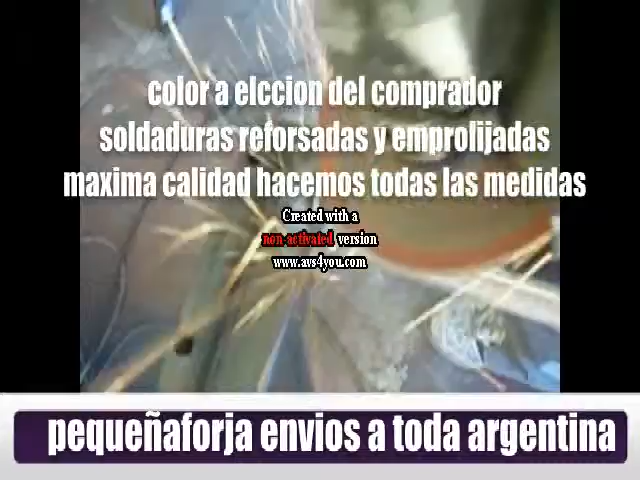 color a elccion del comprador
soldaduras reforsadas y emprolijadas
maxima calidad hacemos todas las medidas
Created with a
non-activated version
www.avs4you.com
pequeñaforja envios a toda argentina